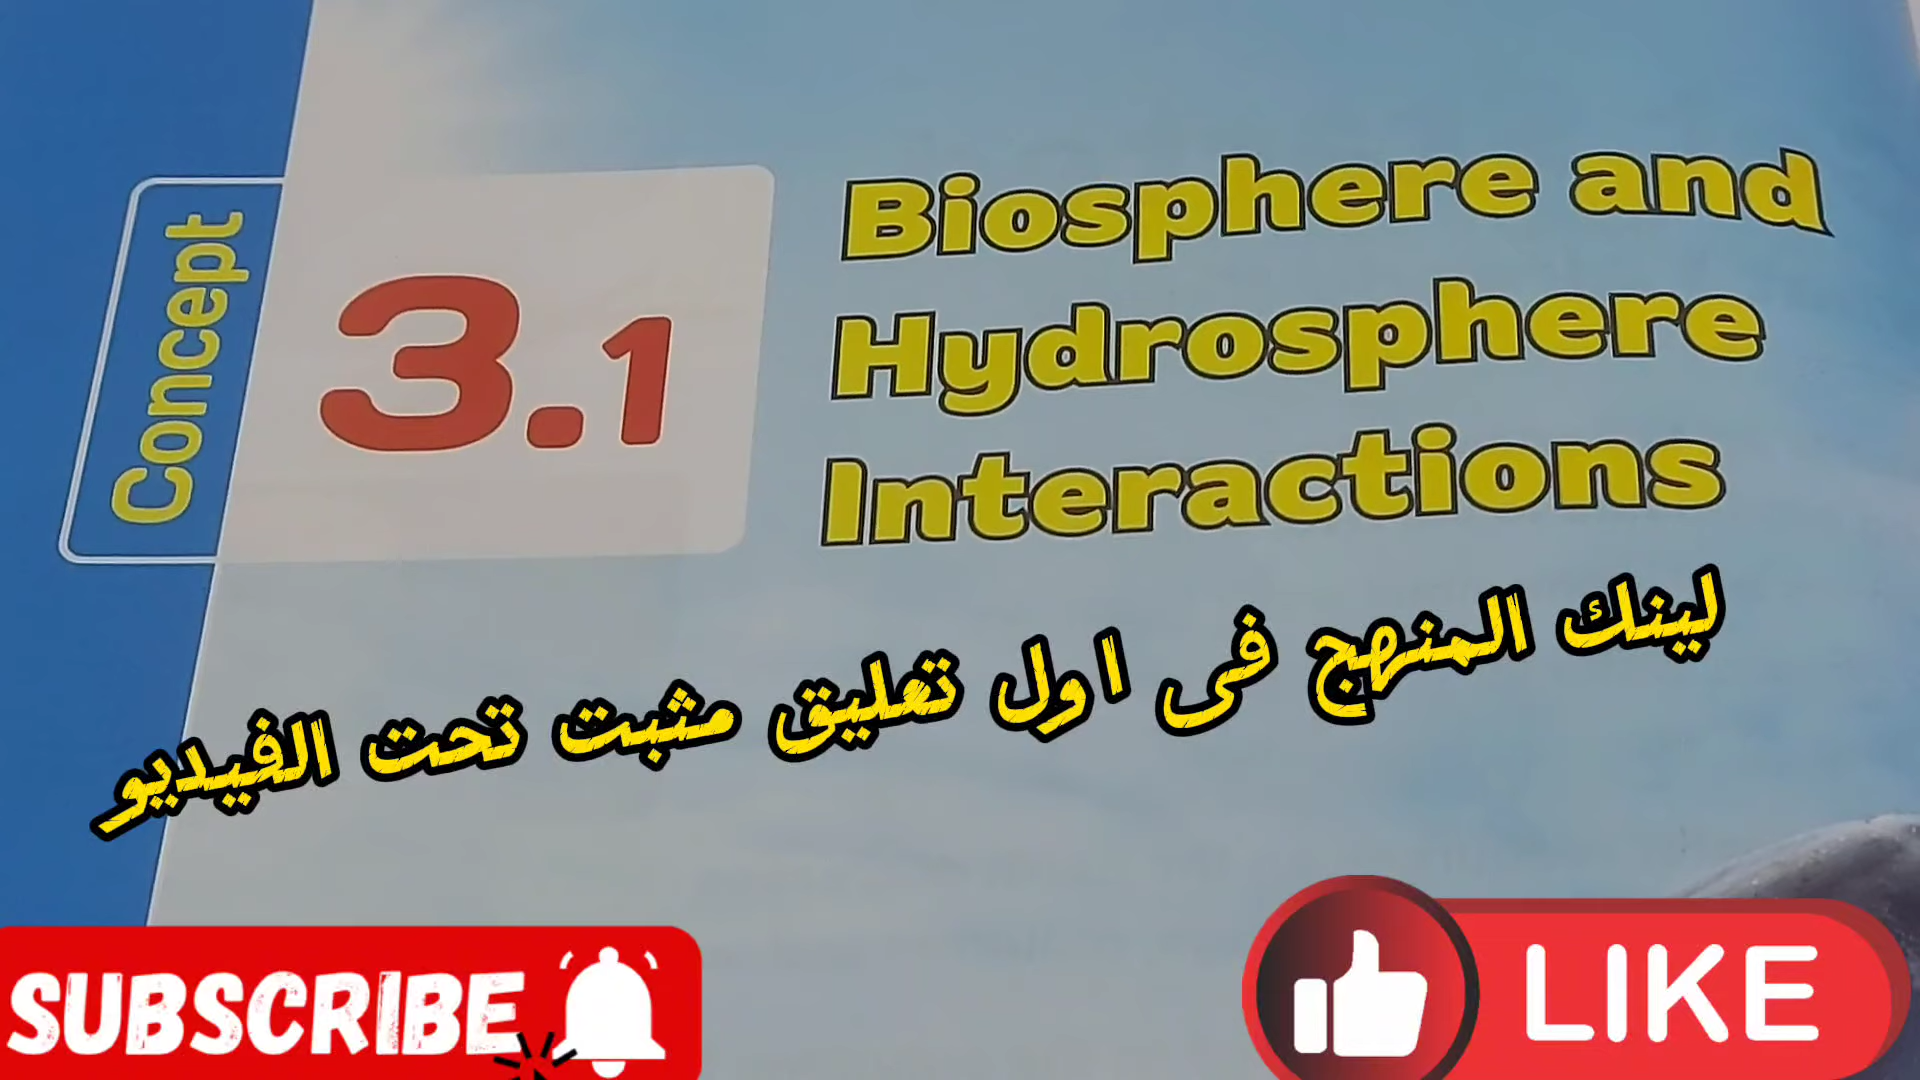 Concept
3.1
Biosphere and
Hydrosphere
Interactions
لينك المنهج فى اول تعليق مثبت تحت الفيديو
SUBSCRIBE
LIKE